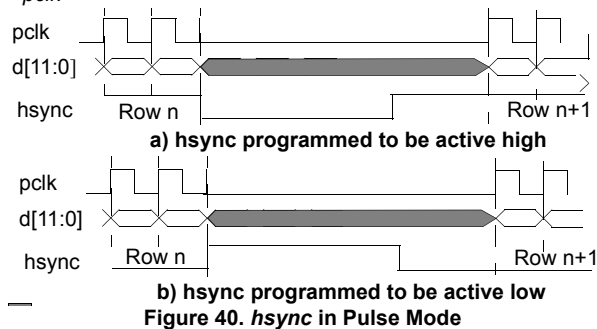 pclk
pclk
d[11:0]
hsync Row n Row n+1
a) hsync programmed to be active high
pclk
d[11:0]
hsync Row n Row n+1
b) hsync programmed to be active low
Figure 40. hsync in Pulse Mode